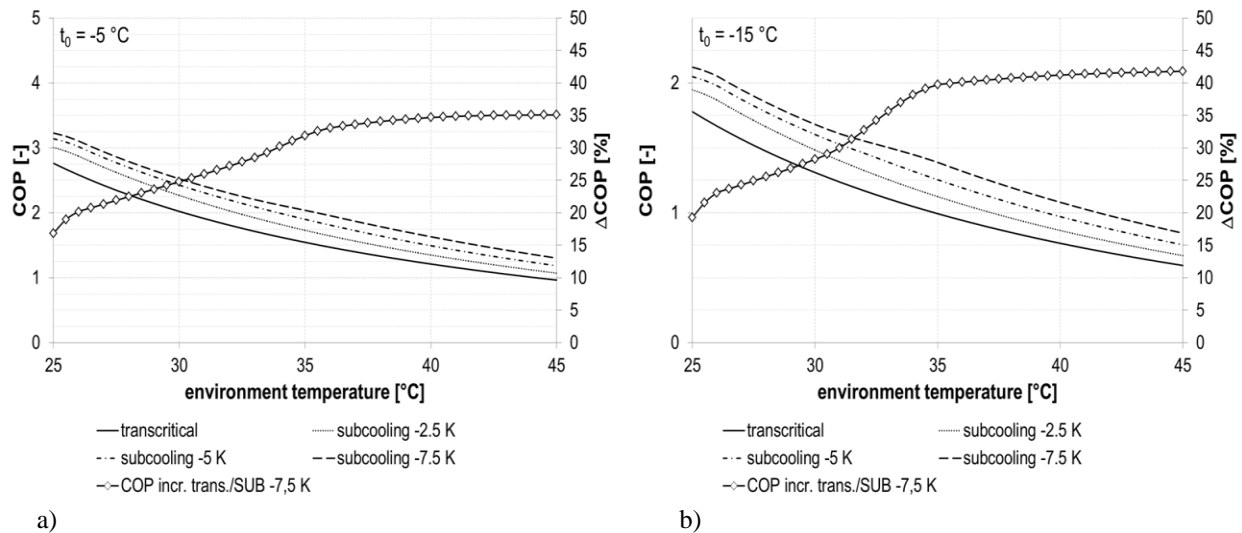 t0 = -5 °C
COP [-]
5
4
3
2
1
0
50
45
40
35
30
25
20
15
10
5
0
ΔCOP [%]
25 30 35 40 45
environment temperature [°C]
transcritical subcooling -2.5 K
subcooling -5 K subcooling -7.5 K
COP incr. trans./SUB -7,5 K
a)
t0 = -15 °C
COP [-]
2
1
0
50
45
40
35
30
25
20
15
10
5
0
ΔCOP [%]
25 30 35 40 45
environment temperature [°C]
transcritical subcooling -2.5 K
subcooling -5 K subcooling -7.5 K
COP incr. trans./SUB -7,5 K
b)